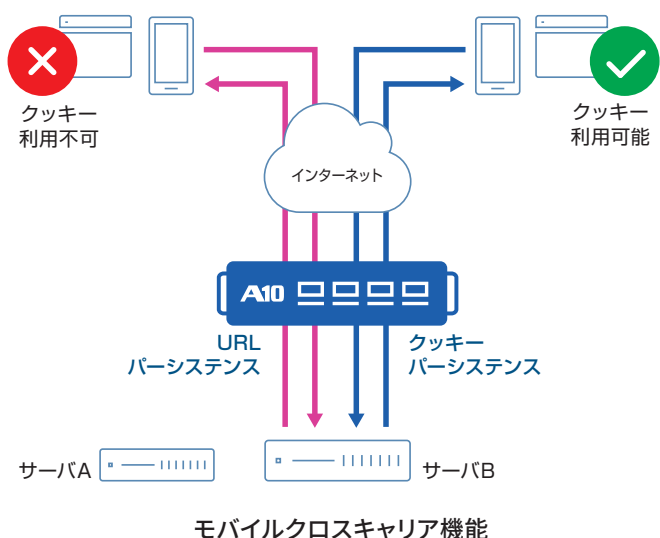 クッキー
利用不可
クッキー
利用可能
インターネット
A10
URL
パーシステンス
クッキー
パーシステンス
サーバA
サーバB
モバイルクロスキャリア機能